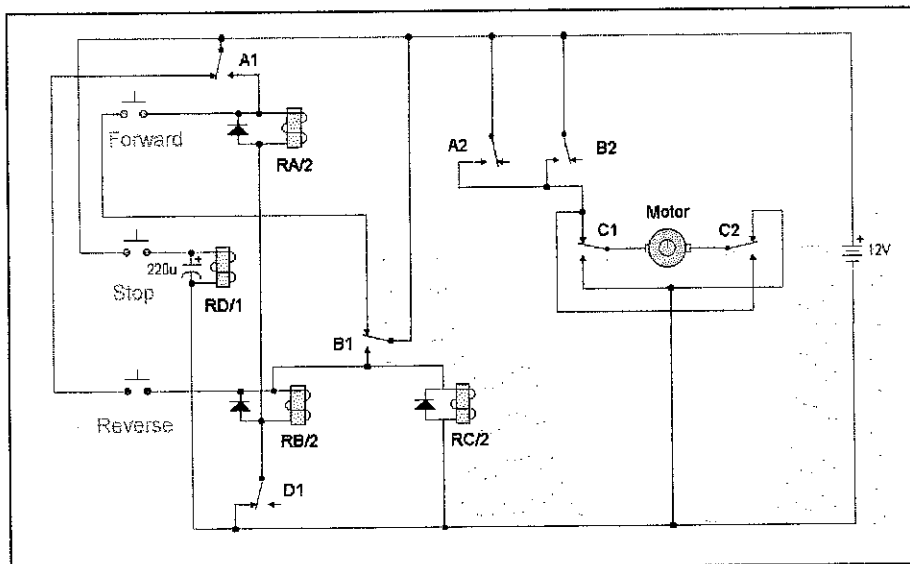 A1
Forward
RA/2
A2
B2
Motor
C1
C2
+
12V
+
220u
Stop
RD/1
B1
Reverse
RB/2
RC/2
D1